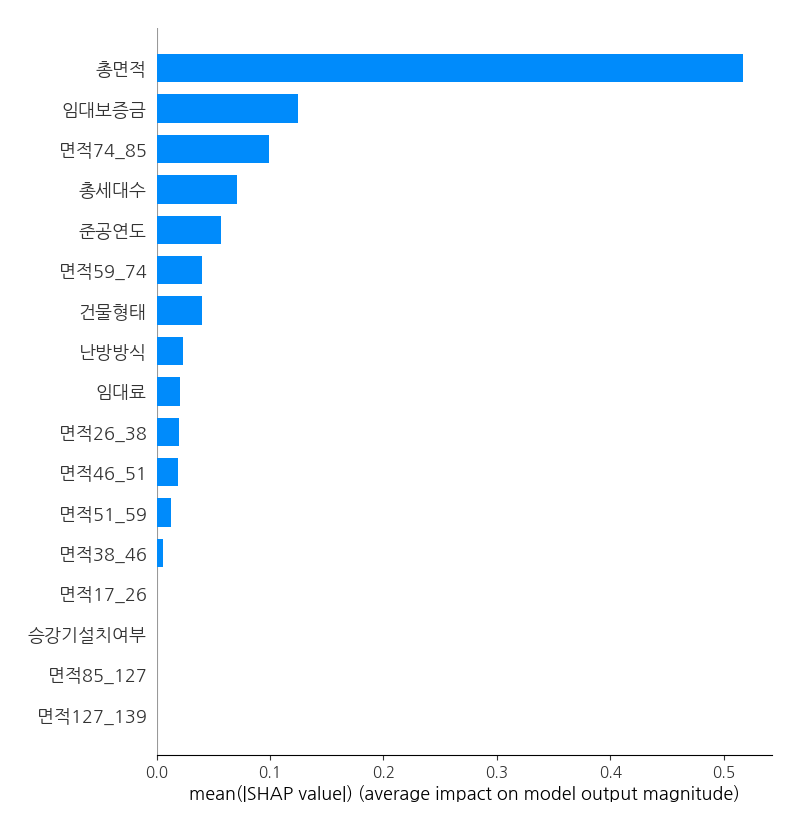 총면적
임대보증금
면적74_85
총세대수
준공연도
면적59_74
건물형태
난방방식
임대료
면적26_38
면적46_51
면적51_59
면적38_46
면적17_26
승강기설치여부
면적85_127
면적127_139
0.0 0.1 0.2 0.3 0.4 0.5
mean(|SHAP value|) (average impact on model output magnitude)